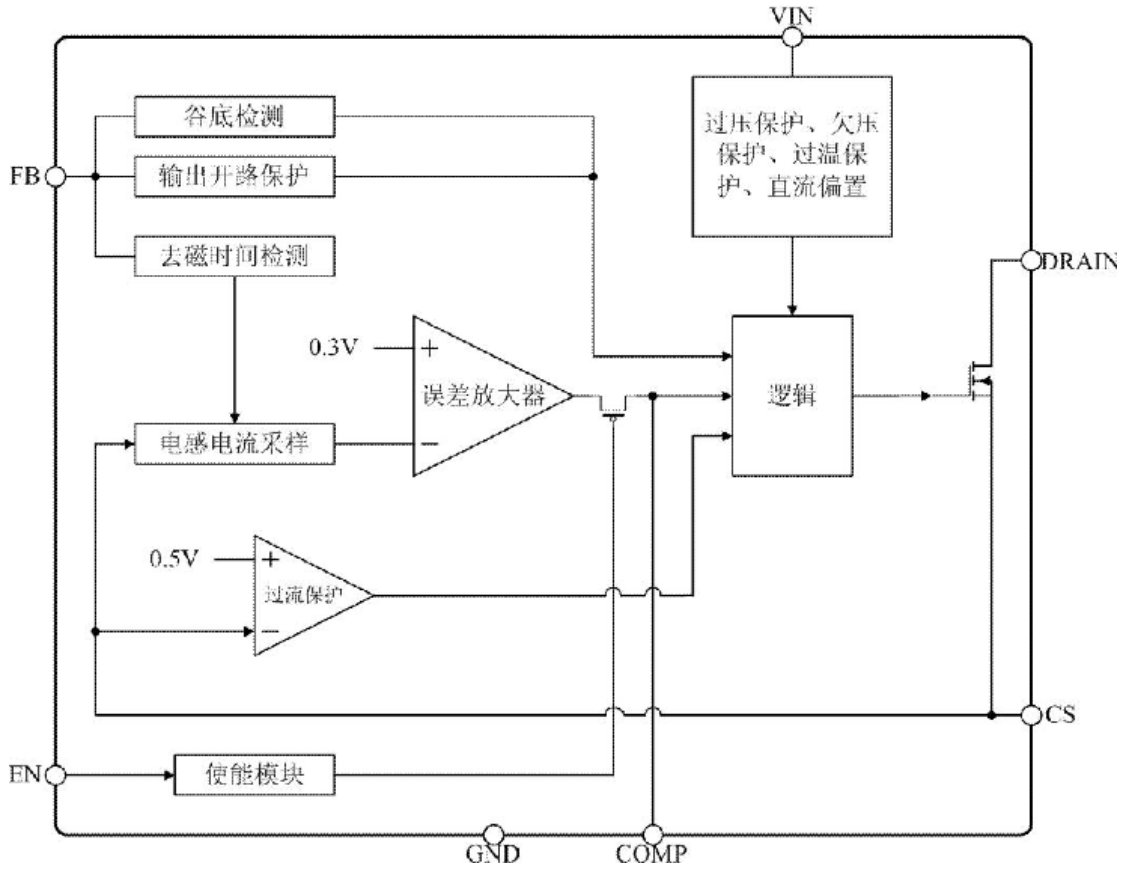 VIN
谷底检测
过压保护、欠压
保护、过温保
护、直流偏置
FB
输出开路保护
去磁时间检测
DRAIN
0.3V
+
误差放大器
逻辑
电感电流采样
−
0.5V
+
过流保护
−
CS
EN
使能模块
GND
COMP